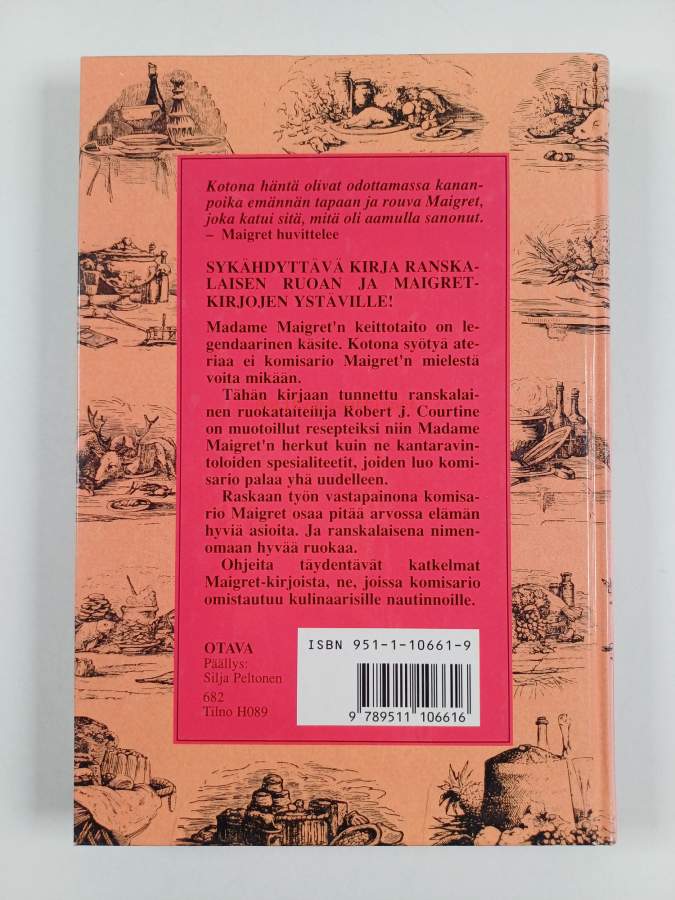 Kotona häntä olivat odottamassa kanan-
poika emännän tapaan ja rouva Maigret,
joka katui sitä, mitä oli aamulla sanonut.
– Maigret huvittelee
SYKÄHDYTTÄVÄ KIRJA RANSKA-
LAISEN RUOAN JA MAIGRET-
KIRJOJEN YSTÄVILLE!
Madame Maigret'n keittotaito on le-
gendaarinen käsite. Kotona syötyä ate-
riaa ei komisario Maigret'n mielestä
voita mikään.
Tähän kirjaan tunnettu ranskalai-
nen ruokataiteilija Robert J. Courtine
on muotoillut resepteiksi niin Madame
Maigret'n herkut kuin ne kantaravin-
toloiden spesialiteetit, joiden luo komi-
sario palaa yhä uudelleen.
Raskaan työn vastapainona komisa-
rio Maigret osaa pitää arvossa elämän
hyviä asioita. Ja ranskalaisena nimen-
omaan hyvää ruokaa.
Ohjeita täydentävät katkelmat
Maigret-kirjoista, ne, joissa komisario
omistautuu kulinaarisille nautinnoille.
OTAVA
Päällys:
Silja Peltonen
682
Tilno H089
ISBN 951-1-10661-9
9 789511 106616